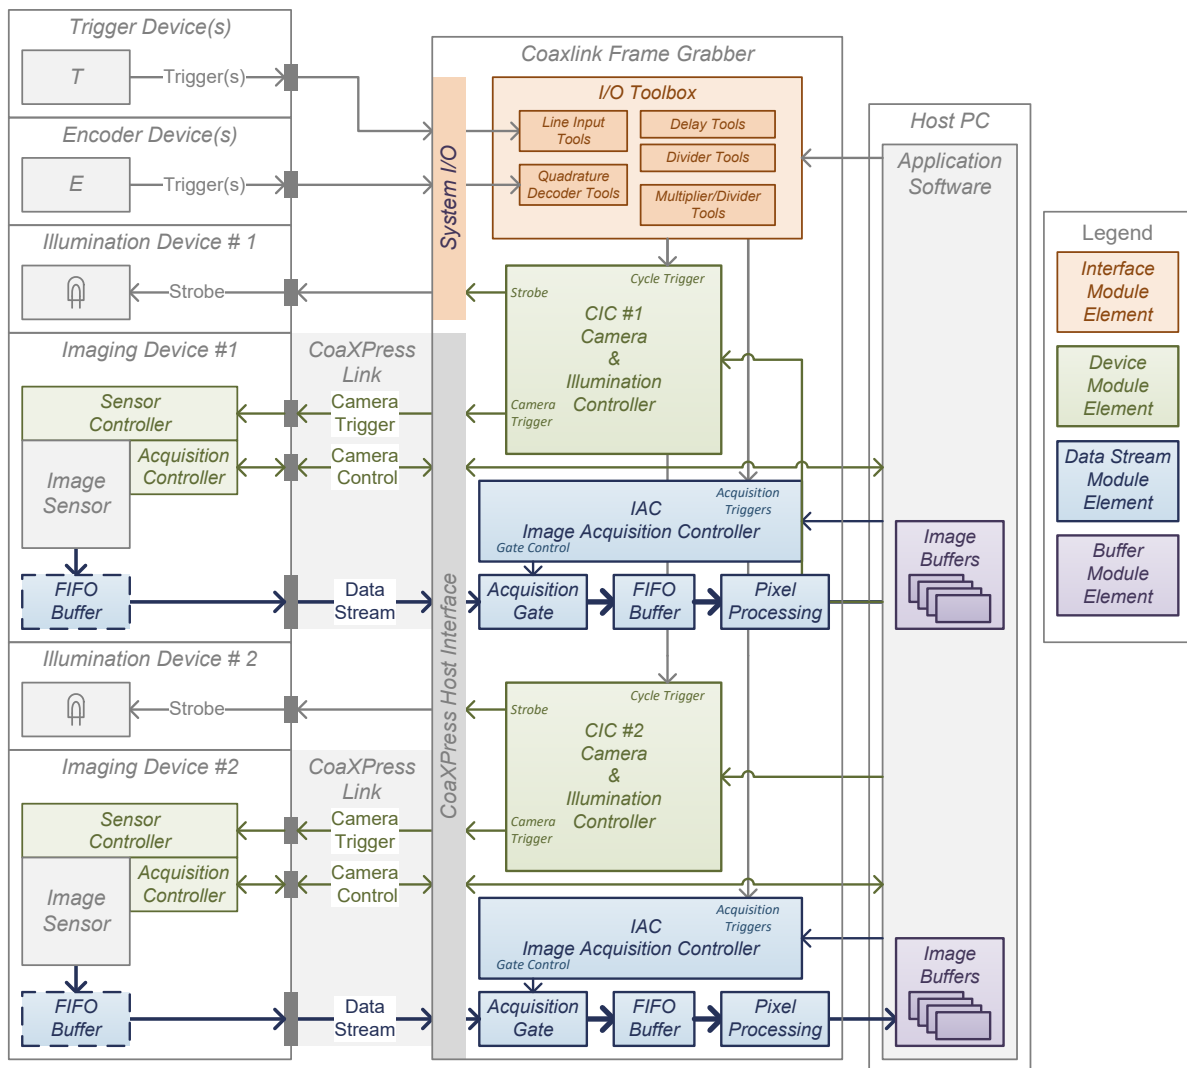 Trigger Device(s)
T
Trigger(s)
Encoder Device(s)
E
Trigger(s)
Illumination Device # 1
Strobe
Imaging Device #1
Sensor
Controller
Image
Sensor
Acquisition
Controller
FIFO
Buffer
CoaXPress
Link
Camera
Trigger
Camera
Control
Data
Stream
Illumination Device # 2
Strobe
Imaging Device #2
Sensor
Controller
Image
Sensor
Acquisition
Controller
FIFO
Buffer
CoaXPress
Link
Camera
Trigger
Camera
Control
Data
Stream
Coaxlink Frame Grabber
System I/O
CoaXPress Host Interface
I/O Toolbox
Line Input
Tools
Quadrature
Decoder Tools
Delay Tools
Divider Tools
Multiplier/Divider
Tools
Cycle Trigger
Strobe
CIC #1
Camera
&
Illumination
Controller
Camera
Trigger
Acquisition
Triggers
IAC
Image Acquisition Controller
Gate Control
Acquisition
Gate
FIFO
Buffer
Pixel
Processing
Cycle Trigger
Strobe
CIC #2
Camera
&
Illumination
Controller
Camera
Trigger
Acquisition
Triggers
IAC
Image Acquisition Controller
Gate Control
Acquisition
Gate
FIFO
Buffer
Pixel
Processing
Host PC
Application
Software
Image
Buffers
Image
Buffers
Legend
Interface
Module
Element
Device
Module
Element
Data Stream
Module
Element
Buffer
Module
Element